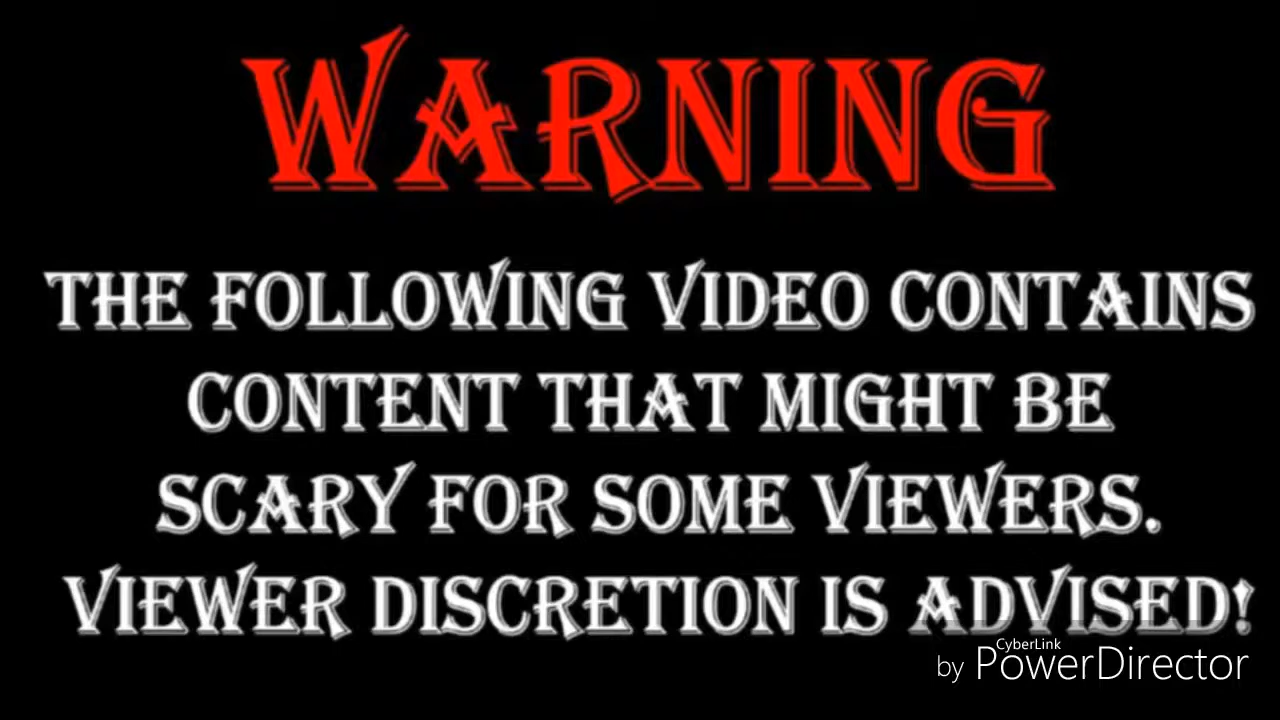 WARNING
THE FOLLOWING VIDEO CONTAINS
CONTENT THAT MIGHT BE
SCARY FOR SOME VIEWERS.
VIEWER DISCRETION IS ADVISED!
CyberLink
by PowerDirector